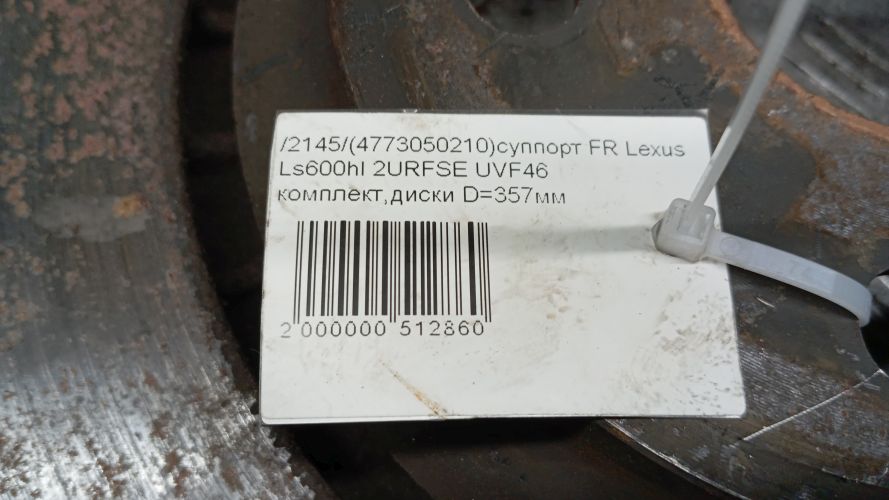 /2145/(4773050210)суппорт FR Lexus
Ls600hl 2URFSE UVF46
комплект,диски D=357мм
2 000000 512860